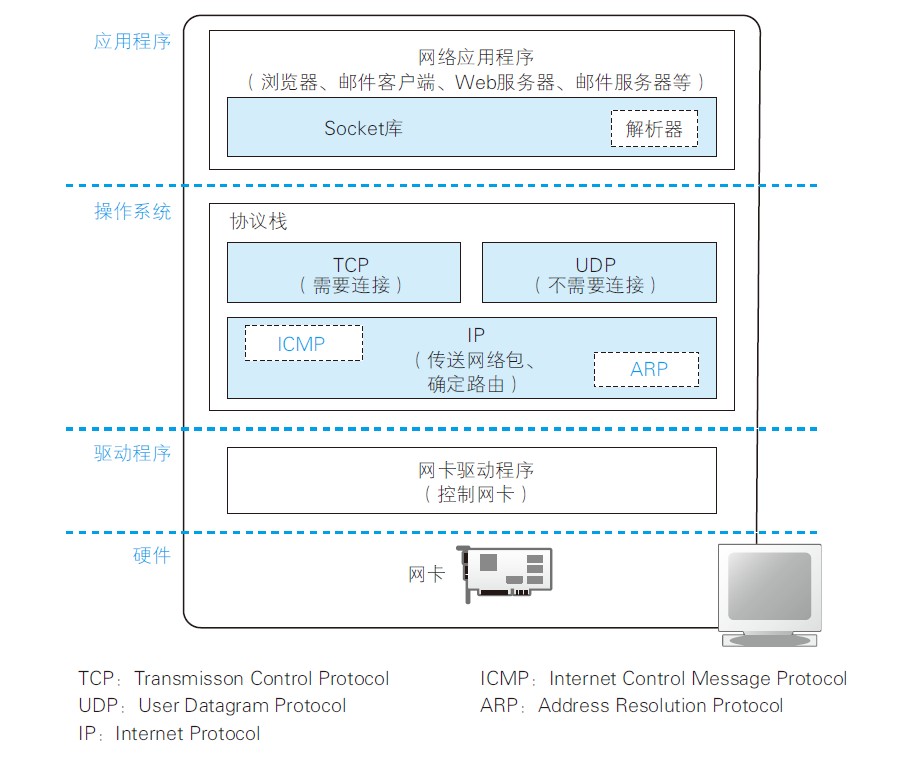 应用程序
网络应用程序
（浏览器、邮件客户端、Web服务器、邮件服务器等）
Socket库
解析器
操作系统
协议栈
TCP
（需要连接）
UDP
（不需要连接）
ICMP
IP
（传送网络包、
确定路由）
ARP
驱动程序
网卡驱动程序
（控制网卡）
硬件
网卡
TCP：Transmisson Control Protocol
UDP：User Datagram Protocol
IP：Internet Protocol
ICMP：Internet Control Message Protocol
ARP：Address Resolution Protocol